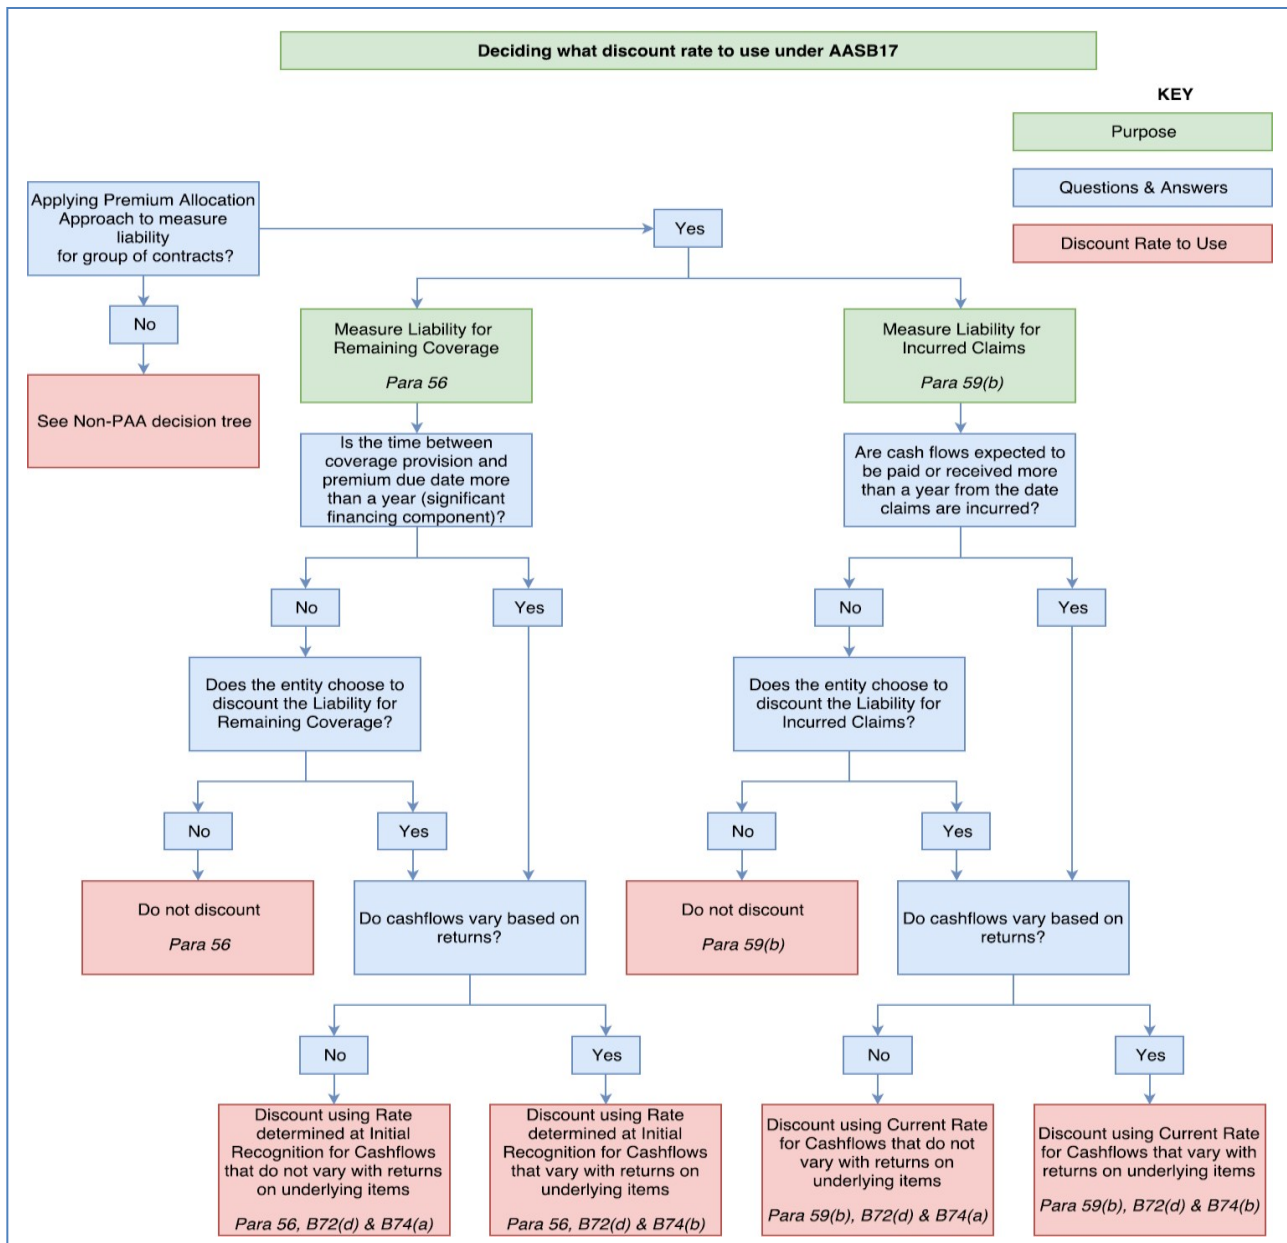 Deciding what discount rate to use under AASB17
KEY
Purpose
Questions & Answers
Discount Rate to Use
Applying Premium Allocation
Approach to measure
liability
for group of contracts?
Yes
No
See Non-PAA decision tree
Measure Liability for
Remaining Coverage
Para 56
Measure Liability for
Incurred Claims
Para 59(b)
Is the time between
coverage provision and
premium due date more
than a year (significant
financing component)?
Are cash flows expected to
be paid or received more
than a year from the date
claims are incurred?
No
Yes
No
Yes
Does the entity choose to
discount the Liability for
Remaining Coverage?
Does the entity choose to
discount the Liability for
Incurred Claims?
No
Yes
No
Yes
Do not discount
Para 56
Do cashflows vary based on
returns?
Do not discount
Para 59(b)
Do cashflows vary based on
returns?
No
Yes
No
Yes
Discount using Rate
determined at Initial
Recognition for Cashflows
that do not vary with returns
on underlying items
Para 56, B72(d) & B74(a)
Discount using Rate
determined at Initial
Recognition for Cashflows
that vary with returns on
underlying items
Para 56, B72(d) & B74(b)
Discount using Current Rate
for Cashflows that do not
vary with returns on
underlying items
Para 59(b), B72(d) & B74(a)
Discount using Current Rate
for Cashflows that vary with
returns on underlying items
Para 59(b), B72(d) & B74(b)